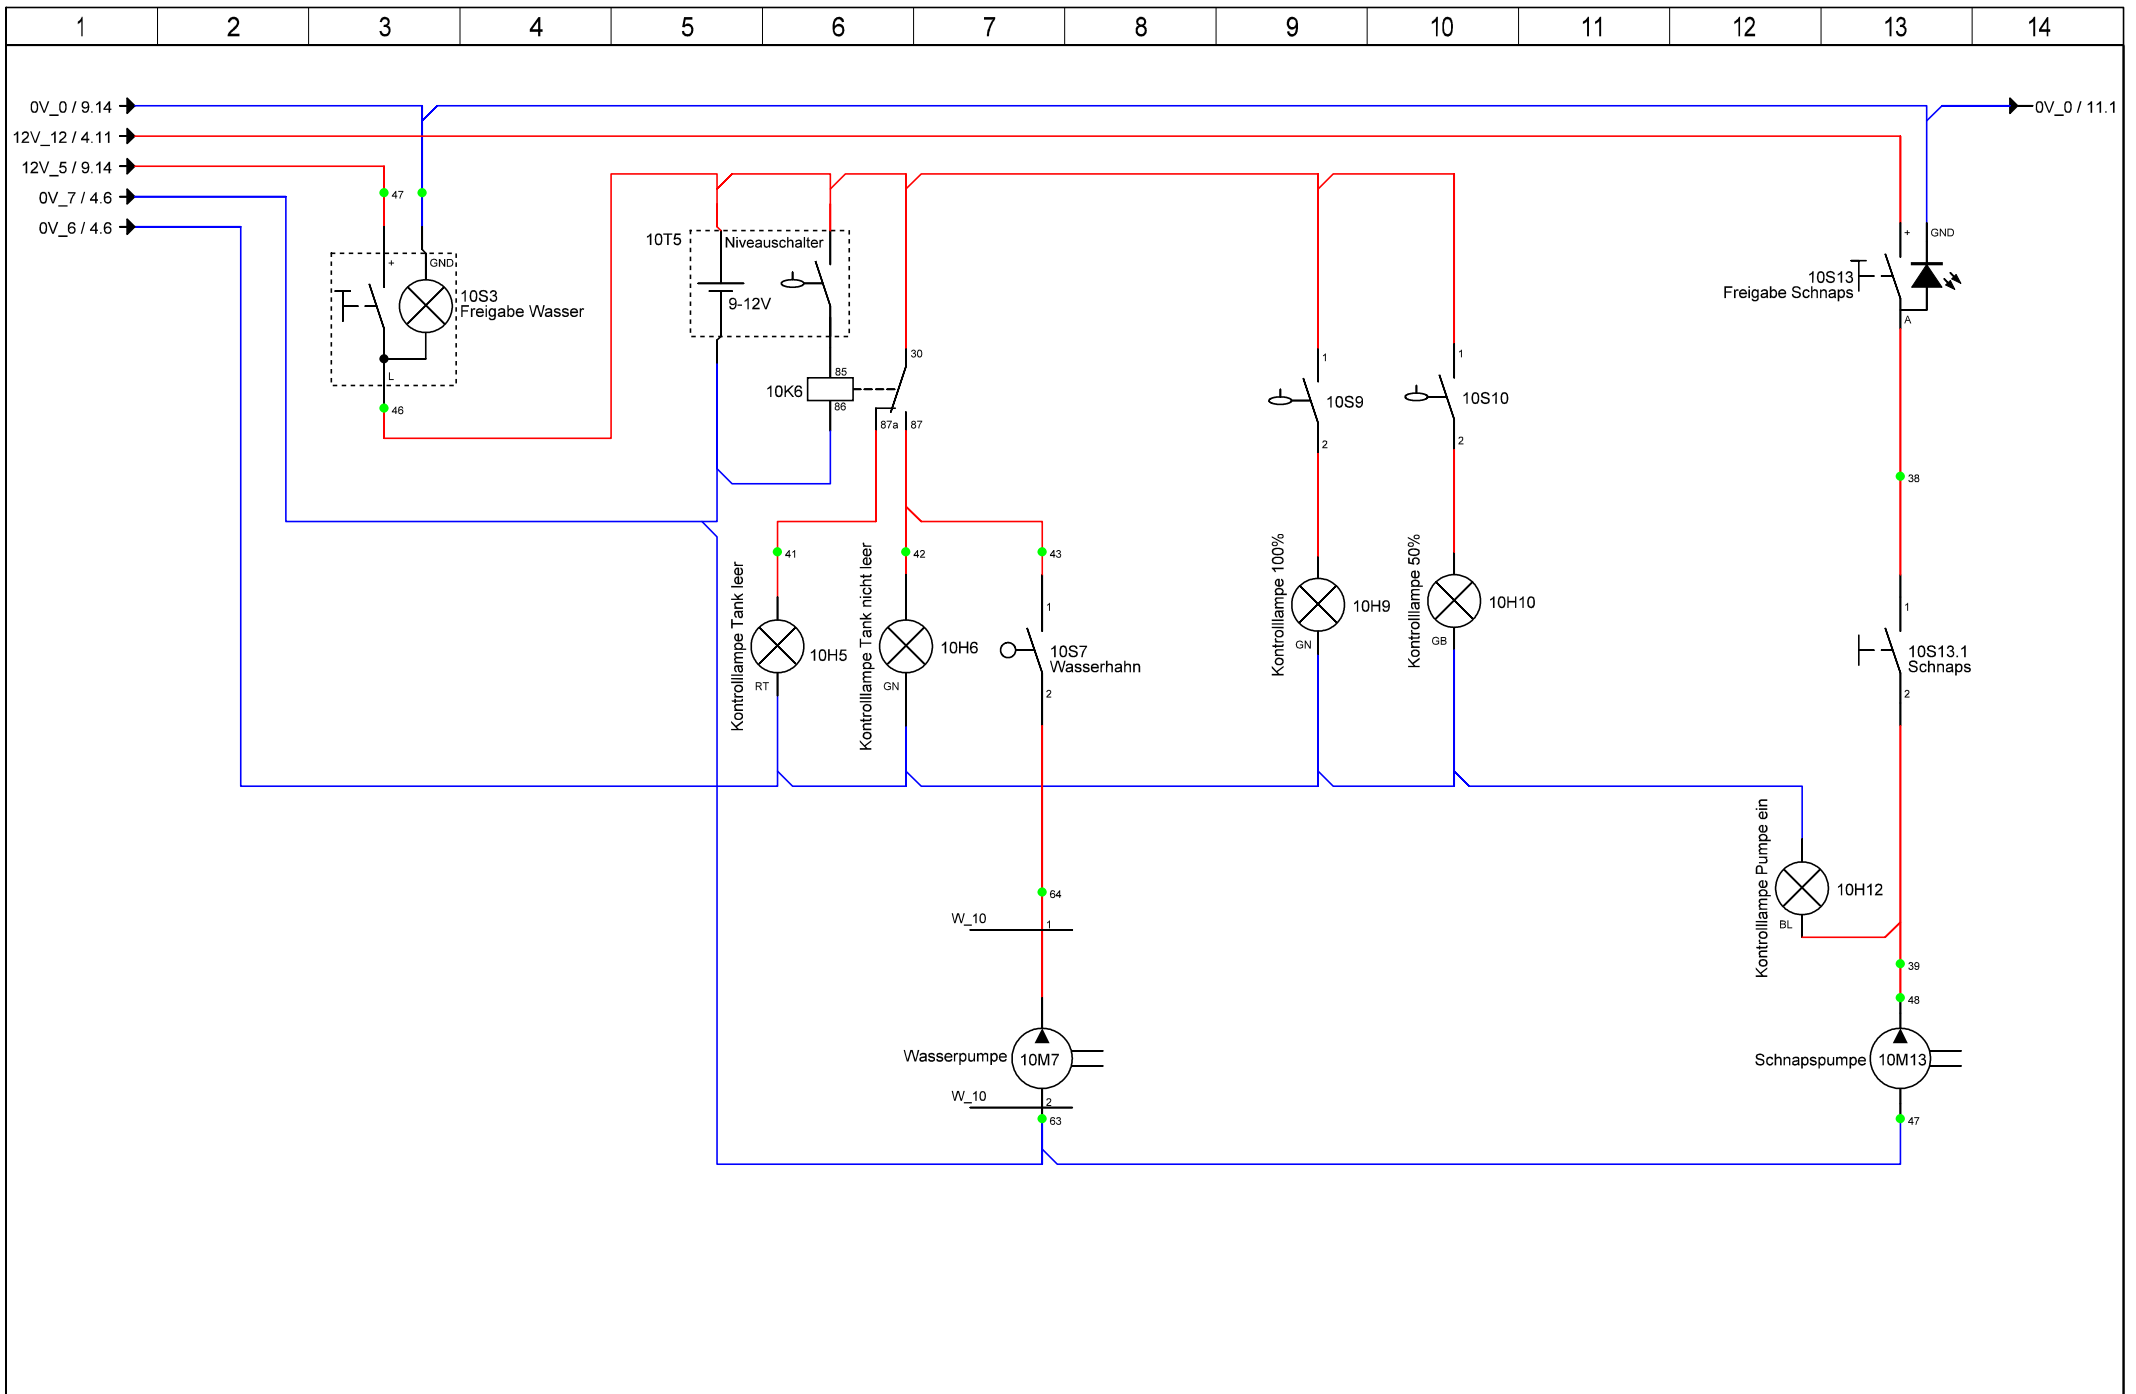 1 2 3 4 5 6 7 8 9 10 11 12 13 14
0V_0 / 9.14
0V_0 / 11.1
12V_12 / 4.11
12V_5 / 9.14
0V_7 / 4.6
0V_6 / 4.6
47
+
GND
10S3
Freigabe Wasser
L
46
10T5
Niveauschalter
9-12V
10K6
85
86
30
87a
87
1
10S9
2
1
10S10
2
+
GND
10S13
Freigabe Schnaps
A
38
41
42
43
Kontrolllampe Tank leer
10H5
RT
Kontrolllampe Tank nicht leer
10H6
GN
1
10S7
Wasserhahn
2
Kontrolllampe 100%
10H9
GN
Kontrolllampe 50%
10H10
GB
1
10S13.1
Schnaps
2
Kontrollampe Pumpe ein
10H12
BL
64
W_10
1
39
48
Wasserpumpe
10M7
Schnapspumpe
10M13
W_10
2
63
47